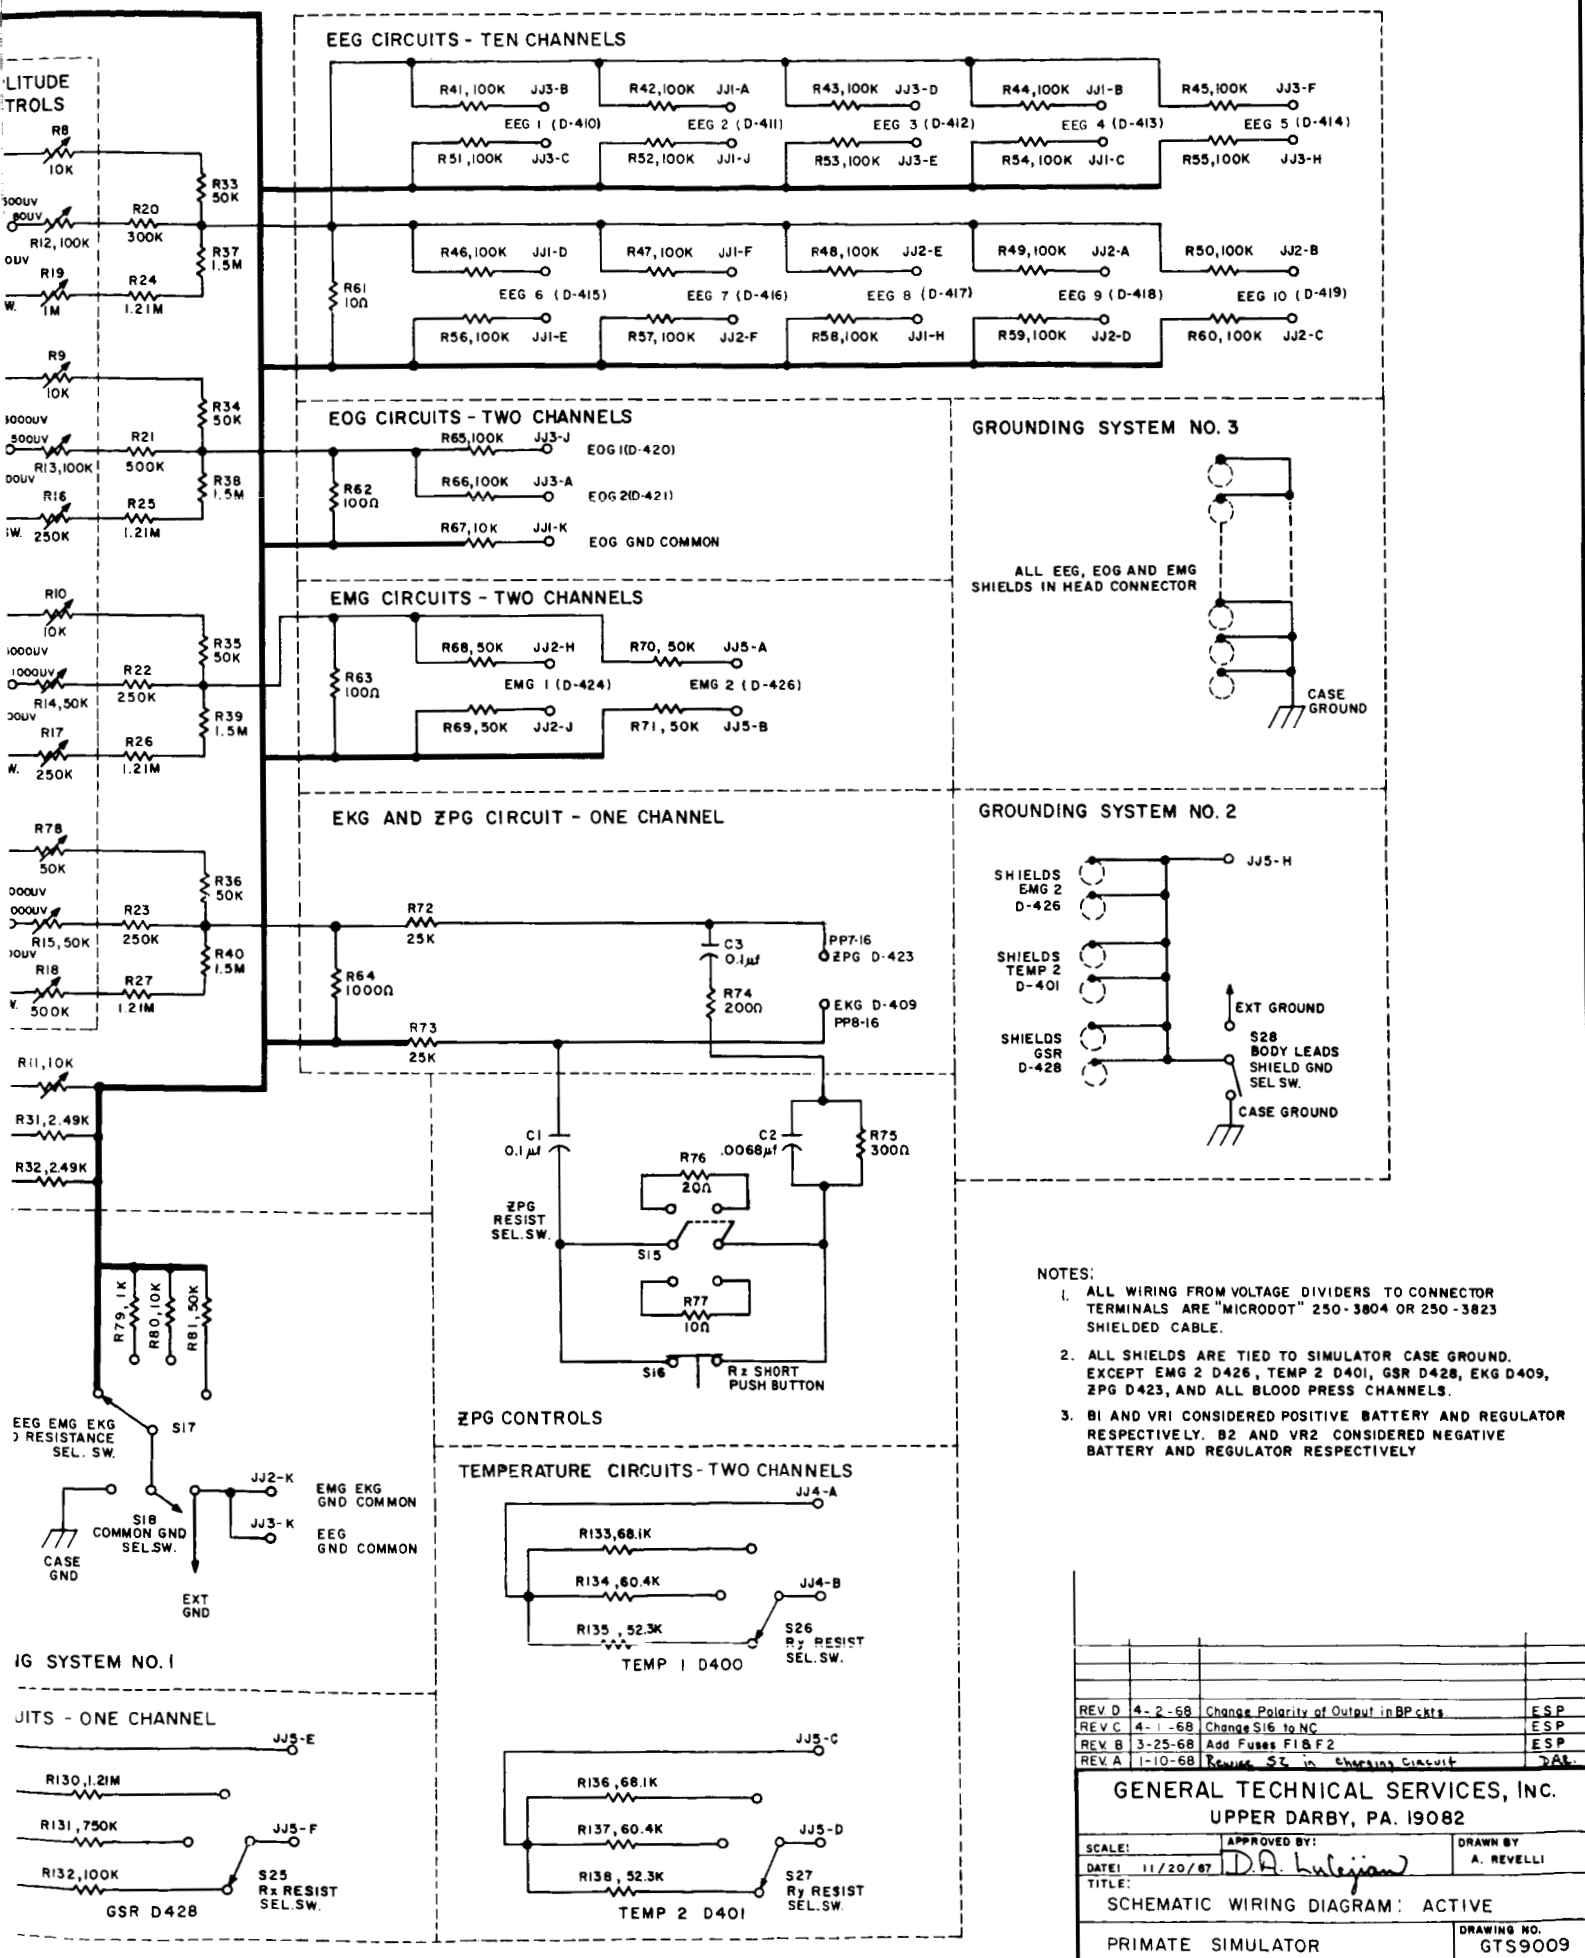 EEG CIRCUITS - TEN CHANNELS
R41,100K JJ3-B
EEG 1 (D-410)
R51,100K JJ3-C
R42,100K JJ1-A
EEG 2 (D-411)
R52,100K JJ1-J
R43,100K JJ3-D
EEG 3 (D-412)
R53,100K JJ3-E
R44,100K JJ1-B
EEG 4 (D-413)
R54,100K JJ1-C
R45,100K JJ3-F
EEG 5 (D-414)
R55,100K JJ3-H
R46,100K JJ1-D
EEG 6 (D-415)
R56,100K JJ1-E
R47,100K JJ1-F
EEG 7 (D-416)
R57,100K JJ2-F
R48,100K JJ2-E
EEG 8 (D-417)
R58,100K JJ1-H
R49,100K JJ2-A
EEG 9 (D-418)
R59,100K JJ2-D
R50,100K JJ2-B
EEG 10 (D-419)
R60,100K JJ2-C
R61
10Ω
LITUDE
TROLS
R8
10K
R33
50K
500UV
80UV
R12,100K
R20
300K
R37
1.5M
0UV
R19
1M
W.
R24
1.21M
R9
10K
R34
50K
5000UV
500UV
R13,100K
R21
500K
R38
1.5M
00UV
R16
250K
SW.
R25
1.21M
R10
10K
R35
50K
1000UV
R14,50K
R22
250K
R39
1.5M
00UV
R17
250K
W.
R26
1.21M
R78
50K
R36
50K
000UV
000UV
R15,50K
R23
250K
R40
1.5M
00UV
R18
500K
R27
1.21M
R11,10K
R31,2.49K
R32,2.49K
EOG CIRCUITS - TWO CHANNELS
R65,100K JJ3-J
EOG1(D-420)
R66,100K JJ3-A
EOG2(D-421)
R62
100Ω
R67,10K JJ1-K
EOG GND COMMON
EMG CIRCUITS - TWO CHANNELS
R68,50K JJ2-H
EMG 1 (D-424)
R69,50K JJ2-J
R70, 50K JJ5-A
EMG 2 (D-426)
R71,50K JJ5-B
R63
100Ω
EKG AND ZPG CIRCUIT - ONE CHANNEL
R72
25K
R64
1000Ω
R73
25K
C3
0.1µf
R74
200Ω
PP7-16
ZPG D-423
EKG D-409
PP8-16
GROUNDING SYSTEM NO. 3
ALL EEG, EOG AND EMG
SHIELDS IN HEAD CONNECTOR
CASE
GROUND
GROUNDING SYSTEM NO. 2
SHIELDS
EMG 2
D-426
JJ5-H
SHIELDS
TEMP 2
D-401
SHIELDS
GSR
D-428
EXT GROUND
S28
BODY LEADS
SHIELD GND
SEL SW.
CASE GROUND
C1
0.1µf
C2
.0068µf
R75
300Ω
R76
20Ω
ZPG
RESIST
SEL.SW.
S15
R77
10Ω
S16
Rz SHORT
PUSH BUTTON
ZPG CONTROLS
R79, 1K
R80,10K
R81,50K
S17
EEG EMG EKG
RESISTANCE
SEL. SW.
JJ2-K
EMG EKG
GND COMMON
JJ3-K
EEG
GND COMMON
S18
COMMON GND
SEL.SW.
CASE
GND
EXT
GND
IG SYSTEM NO. 1
UITS - ONE CHANNEL
JJ5-E
R130,1.21M
R131,750K
R132,100K
JJ5-F
S25
Rx RESIST
SEL.SW.
GSR D428
TEMPERATURE CIRCUITS-TWO CHANNELS
JJ4-A
R133,68.1K
R134,60.4K
R135,52.3K
JJ4-B
S26
Ry RESIST
SEL.SW.
TEMP 1 D400
JJ5-C
R136,68.1K
R137,60.4K
R138,52.3K
JJ5-D
S27
Ry RESIST
SEL.SW.
TEMP 2 D401
NOTES:
1. ALL WIRING FROM VOLTAGE DIVIDERS TO CONNECTOR
TERMINALS ARE "MICRODOT" 250-3804 OR 250-3823
SHIELDED CABLE.
2. ALL SHIELDS ARE TIED TO SIMULATOR CASE GROUND.
EXCEPT EMG 2 D426, TEMP 2 D401, GSR D428, EKG D409,
ZPG D423, AND ALL BLOOD PRESS CHANNELS.
3. B1 AND VR1 CONSIDERED POSITIVE BATTERY AND REGULATOR
RESPECTIVELY. B2 AND VR2 CONSIDERED NEGATIVE
BATTERY AND REGULATOR RESPECTIVELY
REV. D 4-2-68 Change Polarity of Output in BP ckts. ESP
REV C 4-1-68 Change S16 to NC ESP
REV. B 3-25-68 Add Fuses F1 & F2 ESP
REV. A 1-10-68 Rewire S2 in Charging Circuit DAL.
GENERAL TECHNICAL SERVICES, INC.
UPPER DARBY, PA. 19082
SCALE: APPROVED BY: DRAWN BY
DATE: 11/20/67 D.A. Lulejian A. REVELLI
TITLE:
SCHEMATIC WIRING DIAGRAM: ACTIVE
PRIMATE SIMULATOR
DRAWING NO.
GTS9009